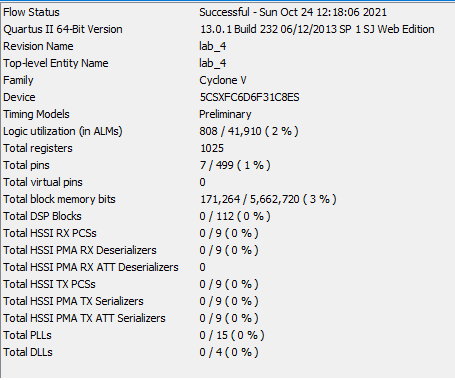 Flow Status Successful - Sun Oct 24 12:18:06 2021
Quartus II 64-Bit Version 13.0.1 Build 232 06/12/2013 SP 1 SJ Web Edition
Revision Name lab_4
Top-level Entity Name lab_4
Family Cyclone V
Device 5CSXFC6D6F31C8ES
Timing Models Preliminary
Logic utilization (in ALMs) 808 / 41,910 ( 2 % )
Total registers 1025
Total pins 7 / 499 ( 1 % )
Total virtual pins 0
Total block memory bits 171,264 / 5,662,720 ( 3 % )
Total DSP Blocks 0 / 112 ( 0 % )
Total HSSI RX PCSs 0 / 9 ( 0 % )
Total HSSI PMA RX Deserializers 0 / 9 ( 0 % )
Total HSSI PMA RX ATT Deserializers 0
Total HSSI TX PCSs 0 / 9 ( 0 % )
Total HSSI PMA TX Serializers 0 / 9 ( 0 % )
Total HSSI PMA TX ATT Serializers 0 / 9 ( 0 % )
Total PLLs 0 / 15 ( 0 % )
Total DLLs 0 / 4 ( 0 % )